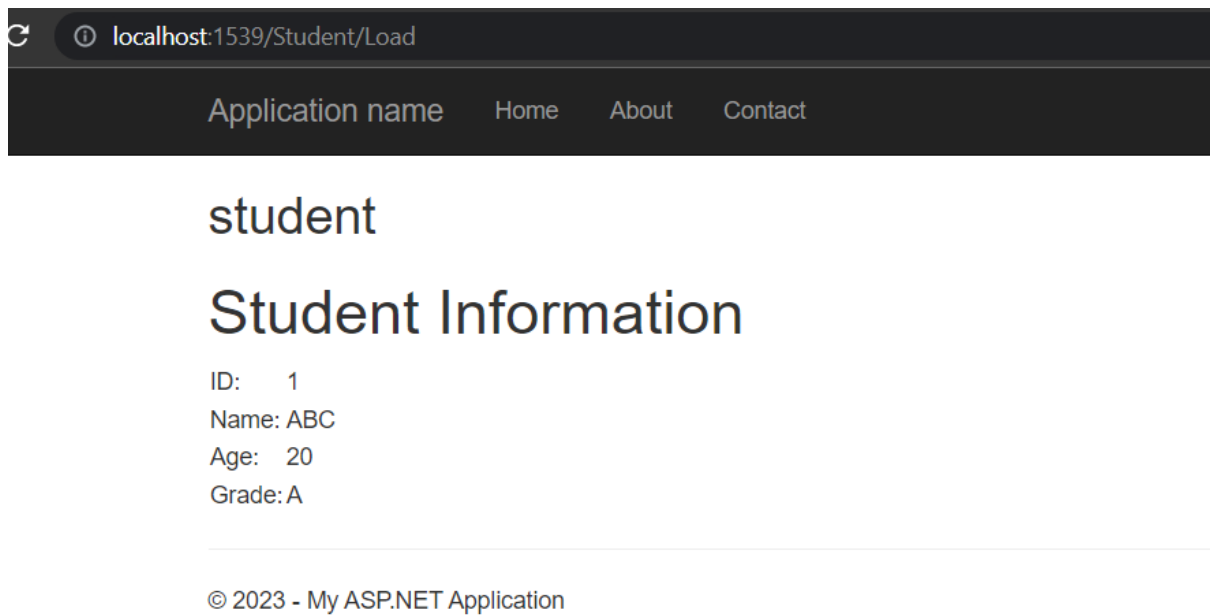 localhost:1539/Student/Load
Application name Home About Contact
student
Student Information
ID: 1
Name: ABC
Age: 20
Grade: A
© 2023 - My ASP.NET Application